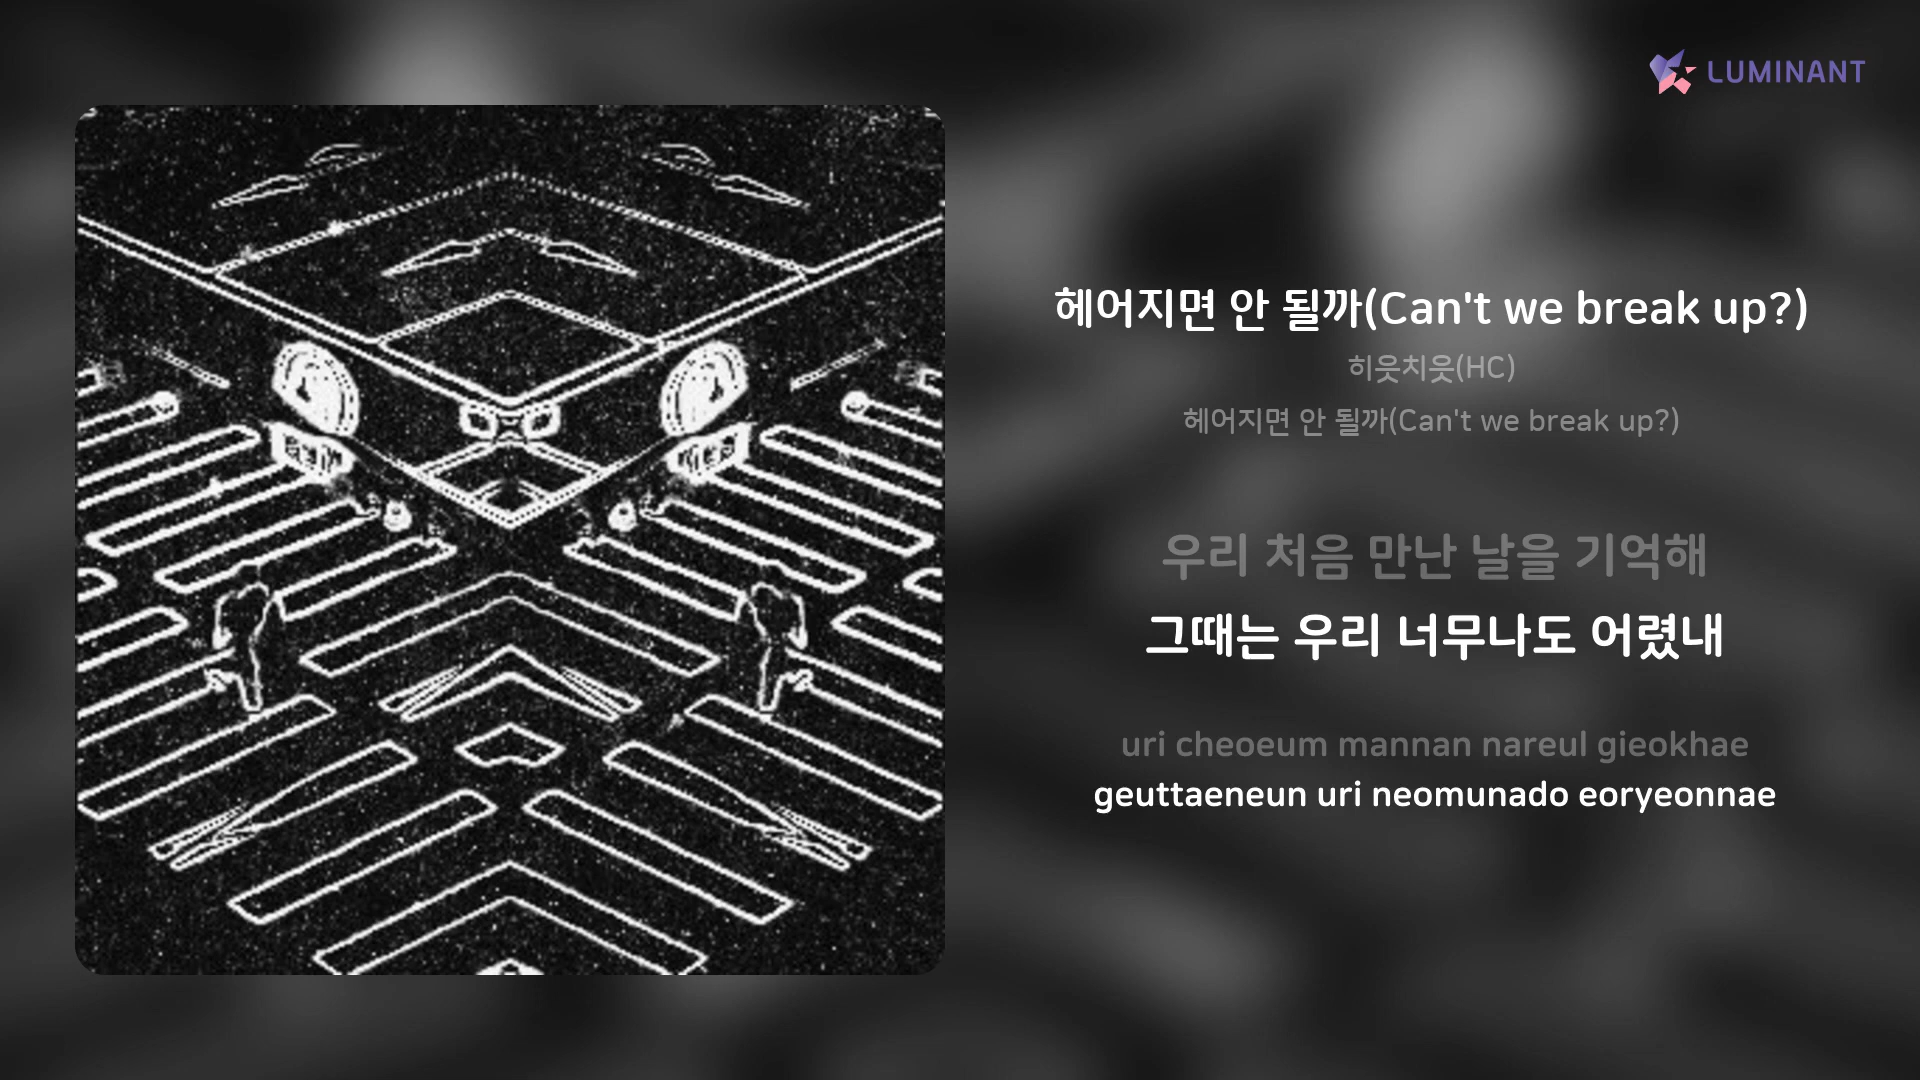 LUMINANT
헤어지면 안 될까(Can't we break up?)
히읏치읏(HC)
헤어지면 안 될까(Can't we break up?)
우리 처음 만난 날을 기억해
그때는 우리 너무나도 어렸내
uri cheoeum mannan nareul gieokhae
geuttaeneun uri neomunado eoryeonnae